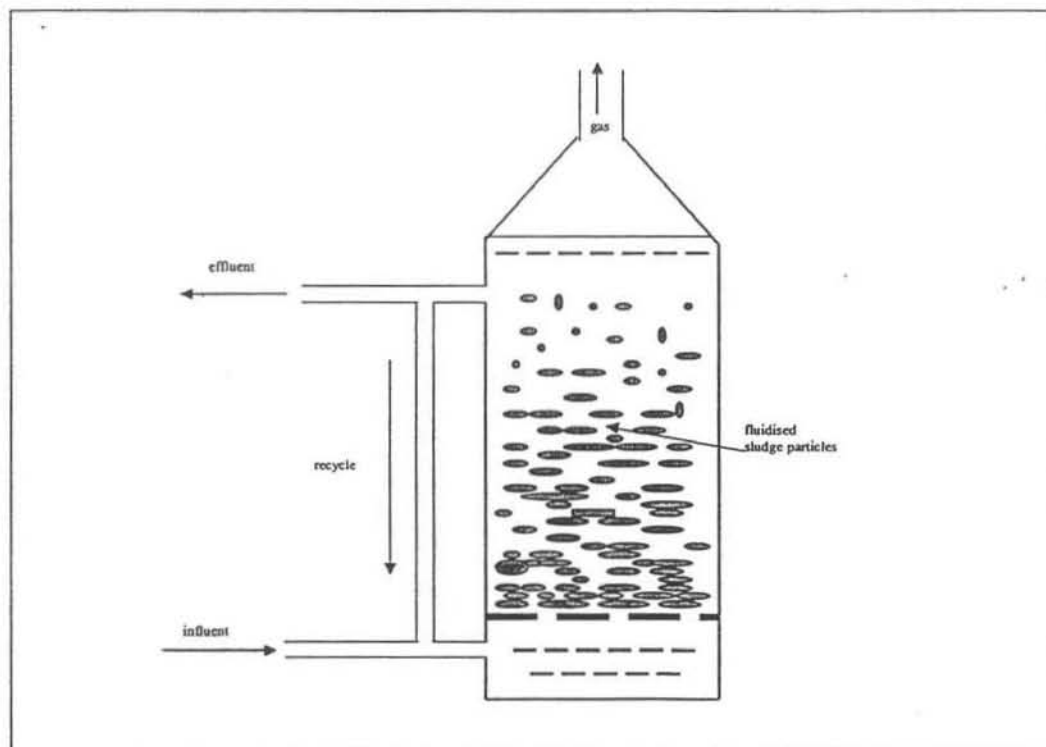 gas
effluent
fluidised
sludge particles
recycle
influent